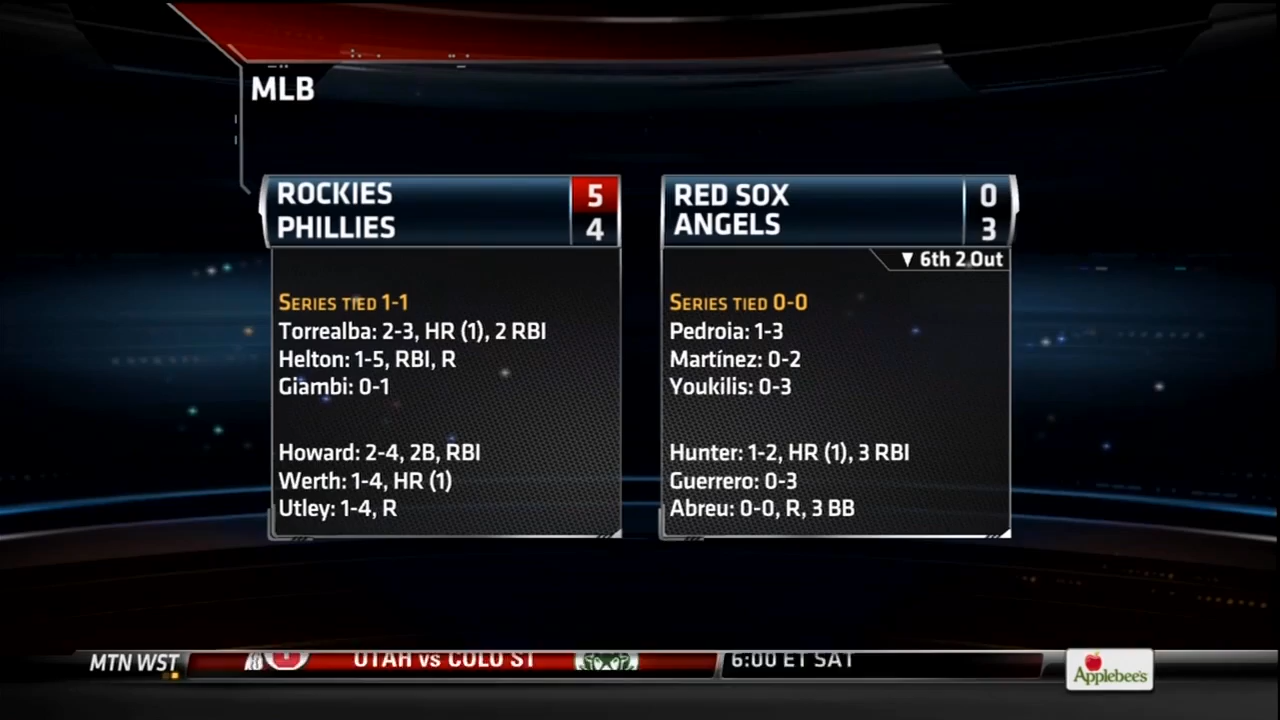 MLB
ROCKIES 5
PHILLIES 4
SERIES TIED 1-1
Torrealba: 2-3, HR (1), 2 RBI
Helton: 1-5, RBI, R
Giambi: 0-1
Howard: 2-4, 2B, RBI
Werth: 1-4, HR (1)
Utley: 1-4, R
RED SOX 0
ANGELS 3
▼ 6th 2 Out
SERIES TIED 0-0
Pedroia: 1-3
Martínez: 0-2
Youkilis: 0-3
Hunter: 1-2, HR (1), 3 RBI
Guerrero: 0-3
Abreu: 0-0, R, 3 BB
MTN WST UTAH vs COLO ST 6:00 ET SAT
Applebee's